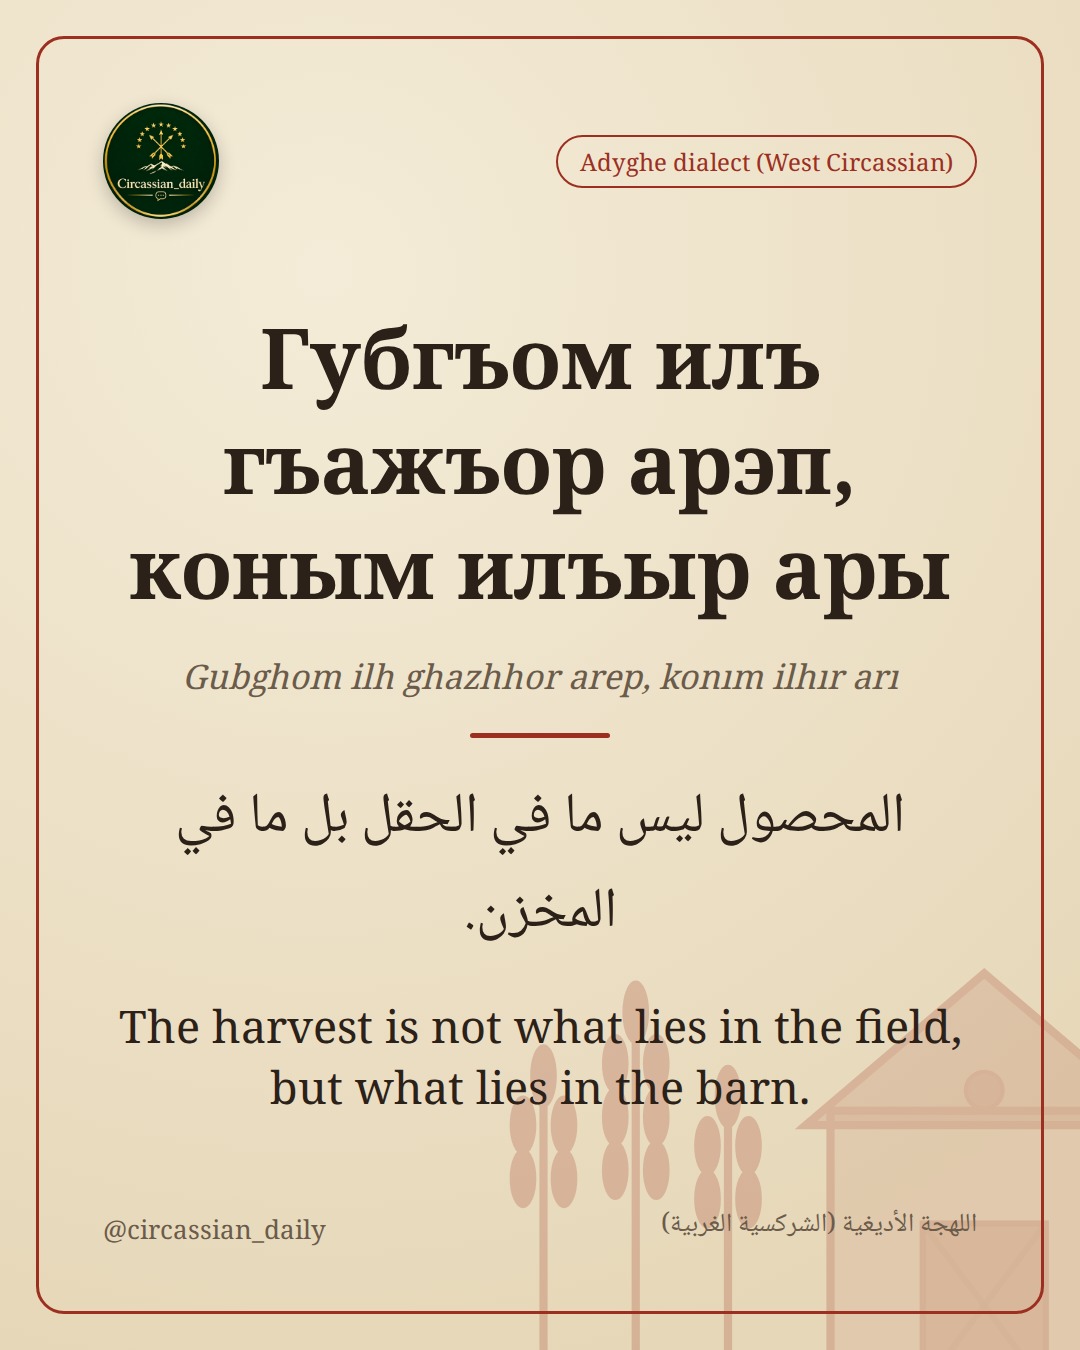 Circassian_daily
Adyghe dialect (West Circassian)
Губгъом илъ
гъажъор арэп,
коным илъыр ары
Gubghom ilh ghazhhor arep, konım ilhır arı
المحصول ليس ما في الحقل بل ما في
المخزن.
The harvest is not what lies in the field,
but what lies in the barn.
@circassian_daily
اللهجة الأديغية (الشركسية الغربية)